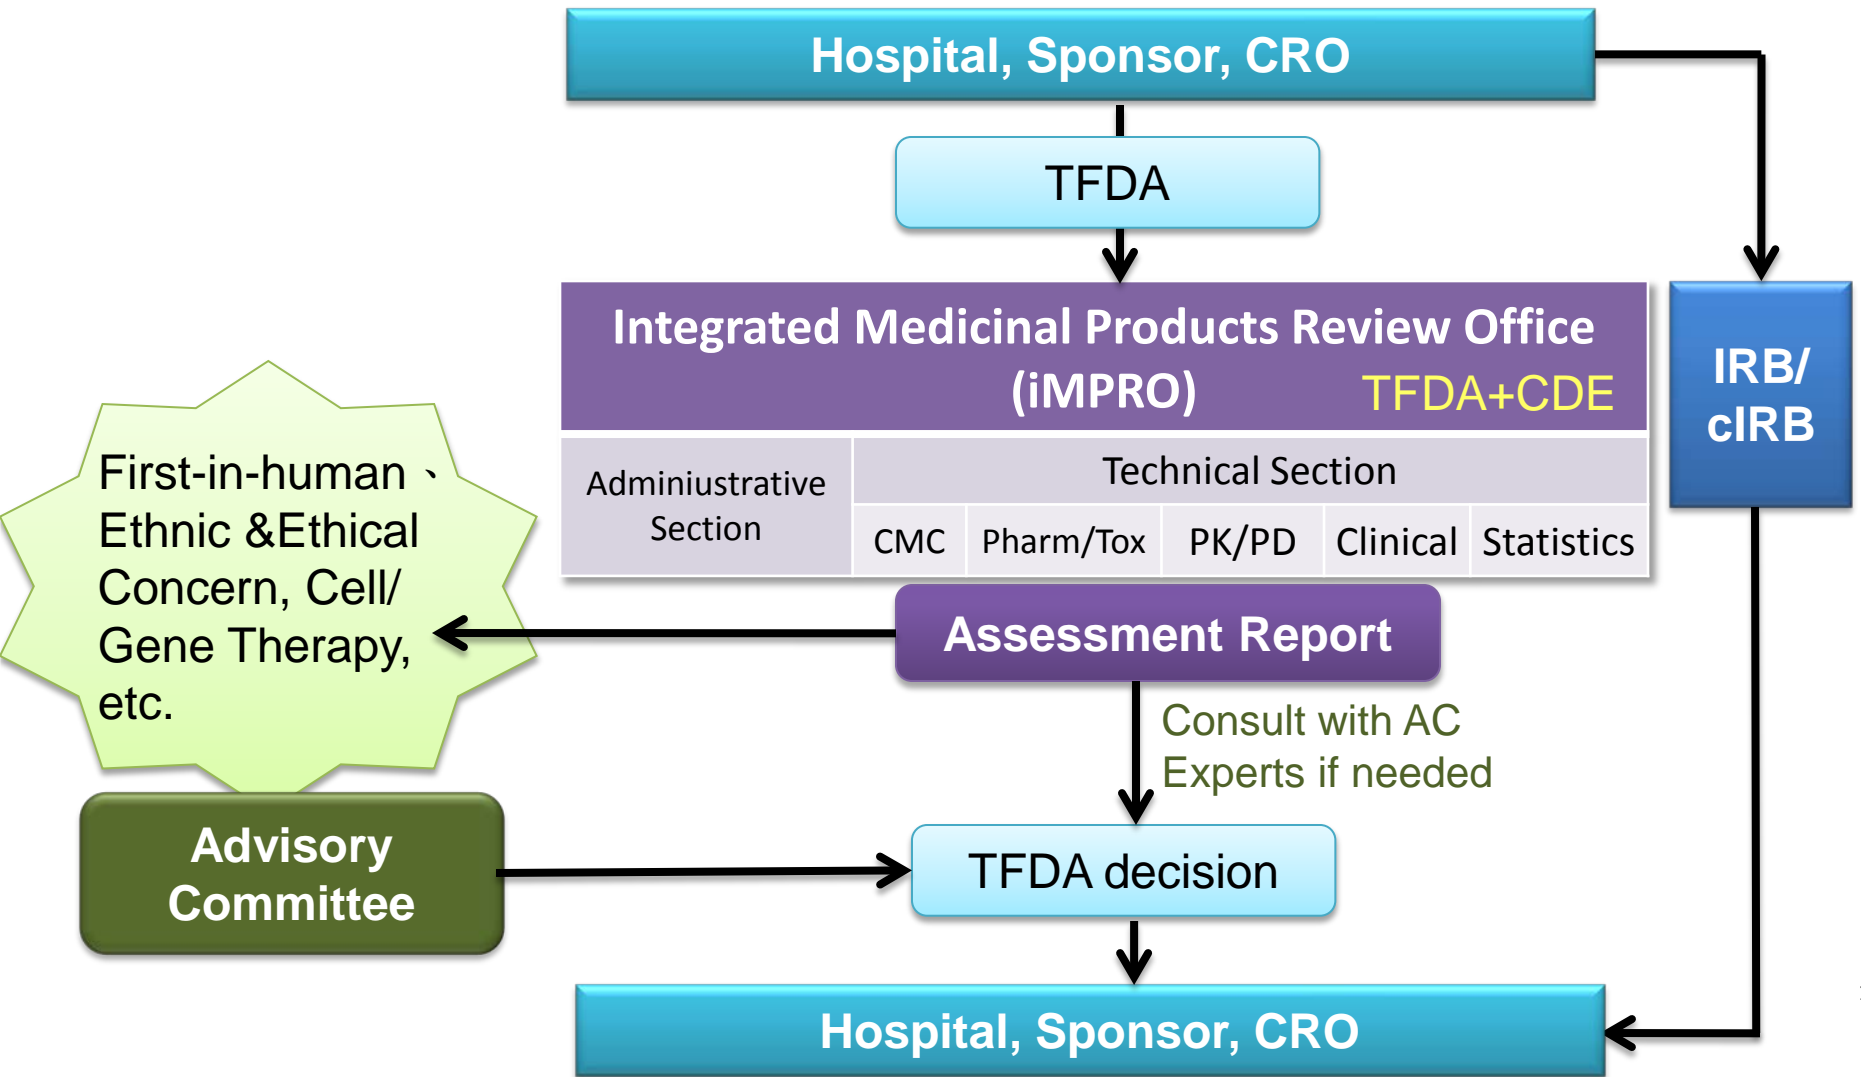 Hospital, Sponsor, CRO
TFDA
Integrated Medicinal Products Review Office
(iMPRO) TFDA+CDE
IRB/
cIRB
Adminiustrative
Section
Technical Section
CMC Pharm/Tox PK/PD Clinical Statistics
First-in-human、
Ethnic &Ethical
Concern, Cell/
Gene Therapy,
etc.
Assessment Report
Consult with AC
Experts if needed
Advisory
Committee
TFDA decision
Hospital, Sponsor, CRO